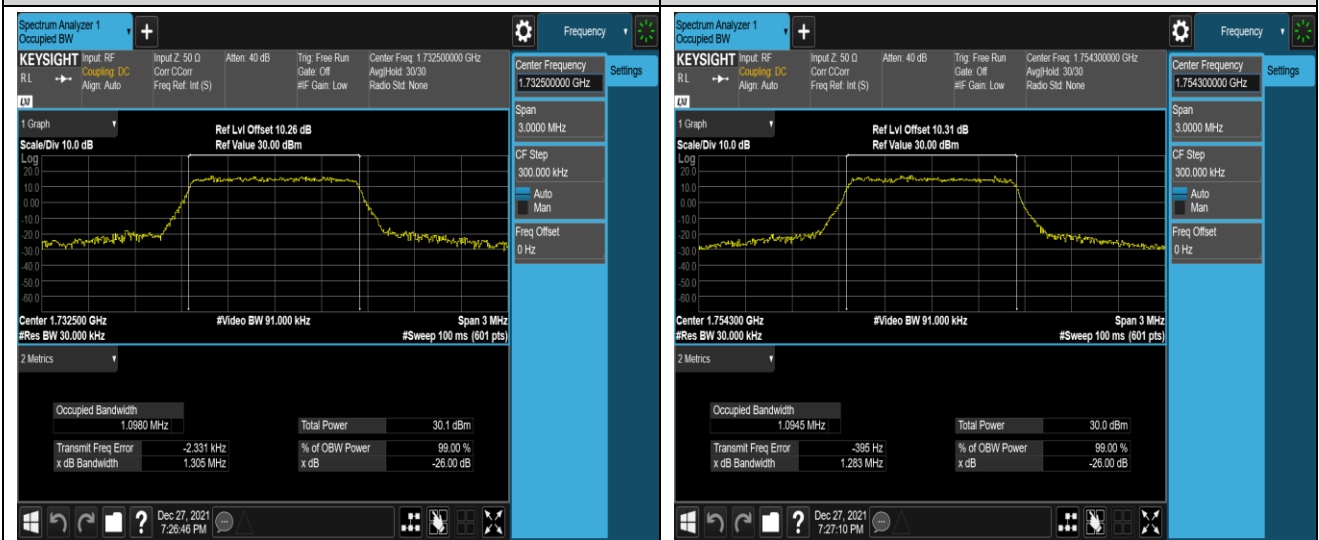 Spectrum Analyzer 1
Occupied BW
+
Frequency
KEYSIGHT Input: RF Input Z: 50 Ω Atten: 40 dB Trig: Free Run Center Freq: 1.732500000 GHz
R L Coupling: DC Corr CCorr Gate: Off Avg|Hold: 30/30
Align: Auto Freq Ref: Int (S) #IF Gain: Low Radio Std: None
LXI
Center Frequency
1.732500000 GHz
Settings
Span
3.0000 MHz
CF Step
300.000 kHz
Auto
Man
Freq Offset
0 Hz
1 Graph
Ref Lvl Offset 10.26 dB
Scale/Div 10.0 dB Ref Value 30.00 dBm
Log
20.0
10.0
0.00
-10.0
-20.0
-30.0
-40.0
-50.0
-60.0
Center 1.732500 GHz #Video BW 91.000 kHz Span 3 MHz
#Res BW 30.000 kHz #Sweep 100 ms (601 pts)
2 Metrics
Occupied Bandwidth
1.0980 MHz Total Power 30.1 dBm
Transmit Freq Error -2.331 kHz % of OBW Power 99.00 %
x dB Bandwidth 1.305 MHz x dB -26.00 dB
? Dec 27, 2021
7:26:46 PM
Spectrum Analyzer 1
Occupied BW
+
Frequency
KEYSIGHT Input: RF Input Z: 50 Ω Atten: 40 dB Trig: Free Run Center Freq: 1.754300000 GHz
R L Coupling: DC Corr CCorr Gate: Off Avg|Hold: 30/30
Align: Auto Freq Ref: Int (S) #IF Gain: Low Radio Std: None
LXI
Center Frequency
1.754300000 GHz
Settings
Span
3.0000 MHz
CF Step
300.000 kHz
Auto
Man
Freq Offset
0 Hz
1 Graph
Ref Lvl Offset 10.31 dB
Scale/Div 10.0 dB Ref Value 30.00 dBm
Log
20.0
10.0
0.00
-10.0
-20.0
-30.0
-40.0
-50.0
-60.0
Center 1.754300 GHz #Video BW 91.000 kHz Span 3 MHz
#Res BW 30.000 kHz #Sweep 100 ms (601 pts)
2 Metrics
Occupied Bandwidth
1.0945 MHz Total Power 30.0 dBm
Transmit Freq Error -395 Hz % of OBW Power 99.00 %
x dB Bandwidth 1.283 MHz x dB -26.00 dB
? Dec 27, 2021
7:27:10 PM